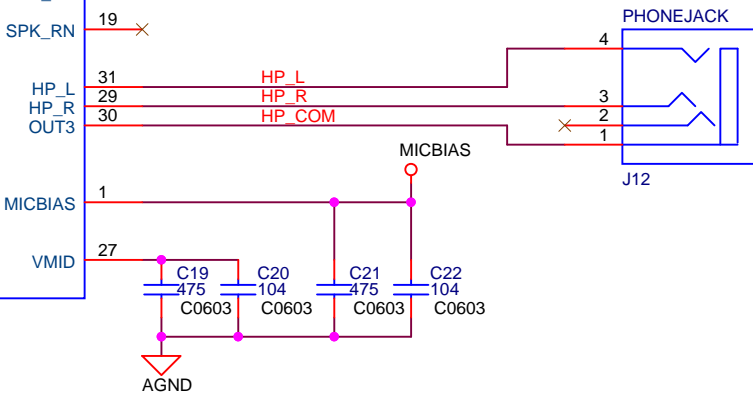 PHONEJACK
SPK_RN 19
4
HP_L 31 HP_L
HP_R 29 HP_R 3
OUT3 30 HP_COM 2
1
MICBIAS
J12
MICBIAS 1
VMID 27
C19 C20 C21 C22
475 104 475 104
C0603 C0603 C0603 C0603
AGND